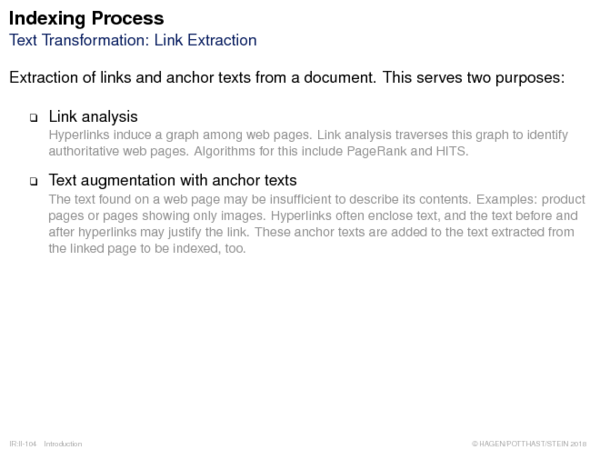 Indexing Process
Text Transformation: Link Extraction
Extraction of links and anchor texts from a document. This serves two purposes:
❑ Link analysis
Hyperlinks induce a graph among web pages. Link analysis traverses this graph to identify
authoritative web pages. Algorithms for this include PageRank and HITS.
❑ Text augmentation with anchor texts
The text found on a web page may be insufficient to describe its contents. Examples: product
pages or pages showing only images. Hyperlinks often enclose text, and the text before and
after hyperlinks may justify the link. These anchor texts are added to the text extracted from
the linked page to be indexed, too.
IR:II-104 Introduction
© HAGEN/POTTHAST/STEIN 2018